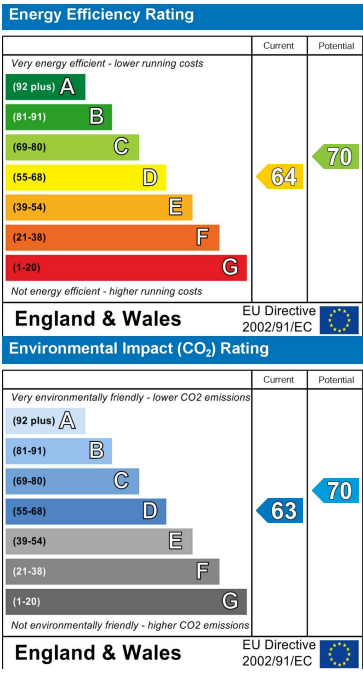 Energy Efficiency Rating
Current Potential
Very energy efficient - lower running costs
(92 plus) A
(81-91) B
(69-80) C
70
(55-68) D
64
(39-54) E
(21-38) F
(1-20) G
Not energy efficient - higher running costs
England & Wales
EU Directive
2002/91/EC
Environmental Impact (CO₂) Rating
Current Potential
Very environmentally friendly - lower CO2 emissions
(92 plus) A
(81-91) B
(69-80) C
70
(55-68) D
63
(39-54) E
(21-38) F
(1-20) G
Not environmentally friendly - higher CO2 emissions
England & Wales
EU Directive
2002/91/EC